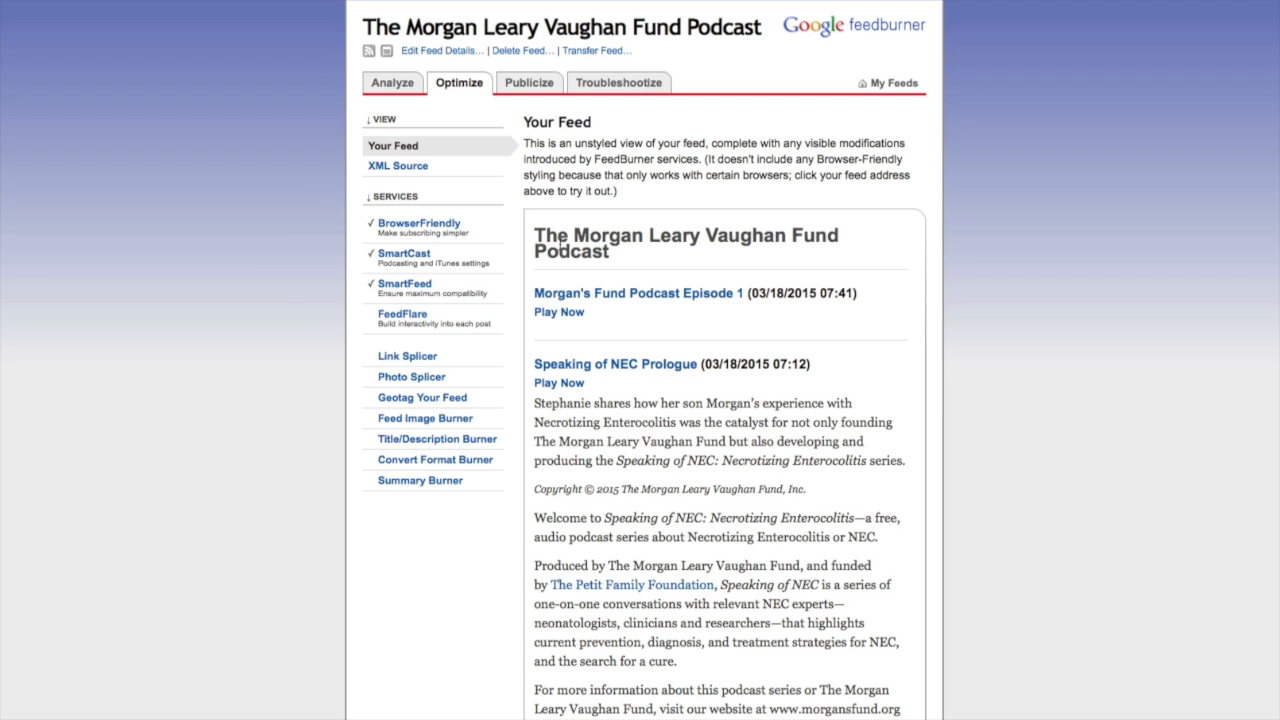 The Morgan Leary Vaughan Fund Podcast
Google feedburner
Edit Feed Details... | Delete Feed... | Transfer Feed...
Analyze
Optimize
Publicize
Troubleshootize
My Feeds
↓ VIEW
Your Feed
XML Source
↓ SERVICES
✓ BrowserFriendly
Make subscribing simpler
✓ SmartCast
Podcasting and iTunes settings
✓ SmartFeed
Ensure maximum compatibility
FeedFlare
Build interactivity into each post
Link Splicer
Photo Splicer
Geotag Your Feed
Feed Image Burner
Title/Description Burner
Convert Format Burner
Summary Burner
Your Feed
This is an unstyled view of your feed, complete with any visible modifications
introduced by FeedBurner services. (It doesn't include any Browser-Friendly
styling because that only works with certain browsers; click your feed address
above to try it out.)
The Morgan Leary Vaughan Fund
Podcast
Morgan's Fund Podcast Episode 1 (03/18/2015 07:41)
Play Now
Speaking of NEC Prologue (03/18/2015 07:12)
Play Now
Stephanie shares how her son Morgan’s experience with
Necrotizing Enterocolitis was the catalyst for not only founding
The Morgan Leary Vaughan Fund but also developing and
producing the Speaking of NEC: Necrotizing Enterocolitis series.
Copyright © 2015 The Morgan Leary Vaughan Fund, Inc.
Welcome to Speaking of NEC: Necrotizing Enterocolitis—a free,
audio podcast series about Necrotizing Enterocolitis or NEC.
Produced by The Morgan Leary Vaughan Fund, and funded
by The Petit Family Foundation, Speaking of NEC is a series of
one-on-one conversations with relevant NEC experts—
neonatologists, clinicians and researchers—that highlights
current prevention, diagnosis, and treatment strategies for NEC,
and the search for a cure.
For more information about this podcast series or The Morgan
Leary Vaughan Fund, visit our website at www.morgansfund.org